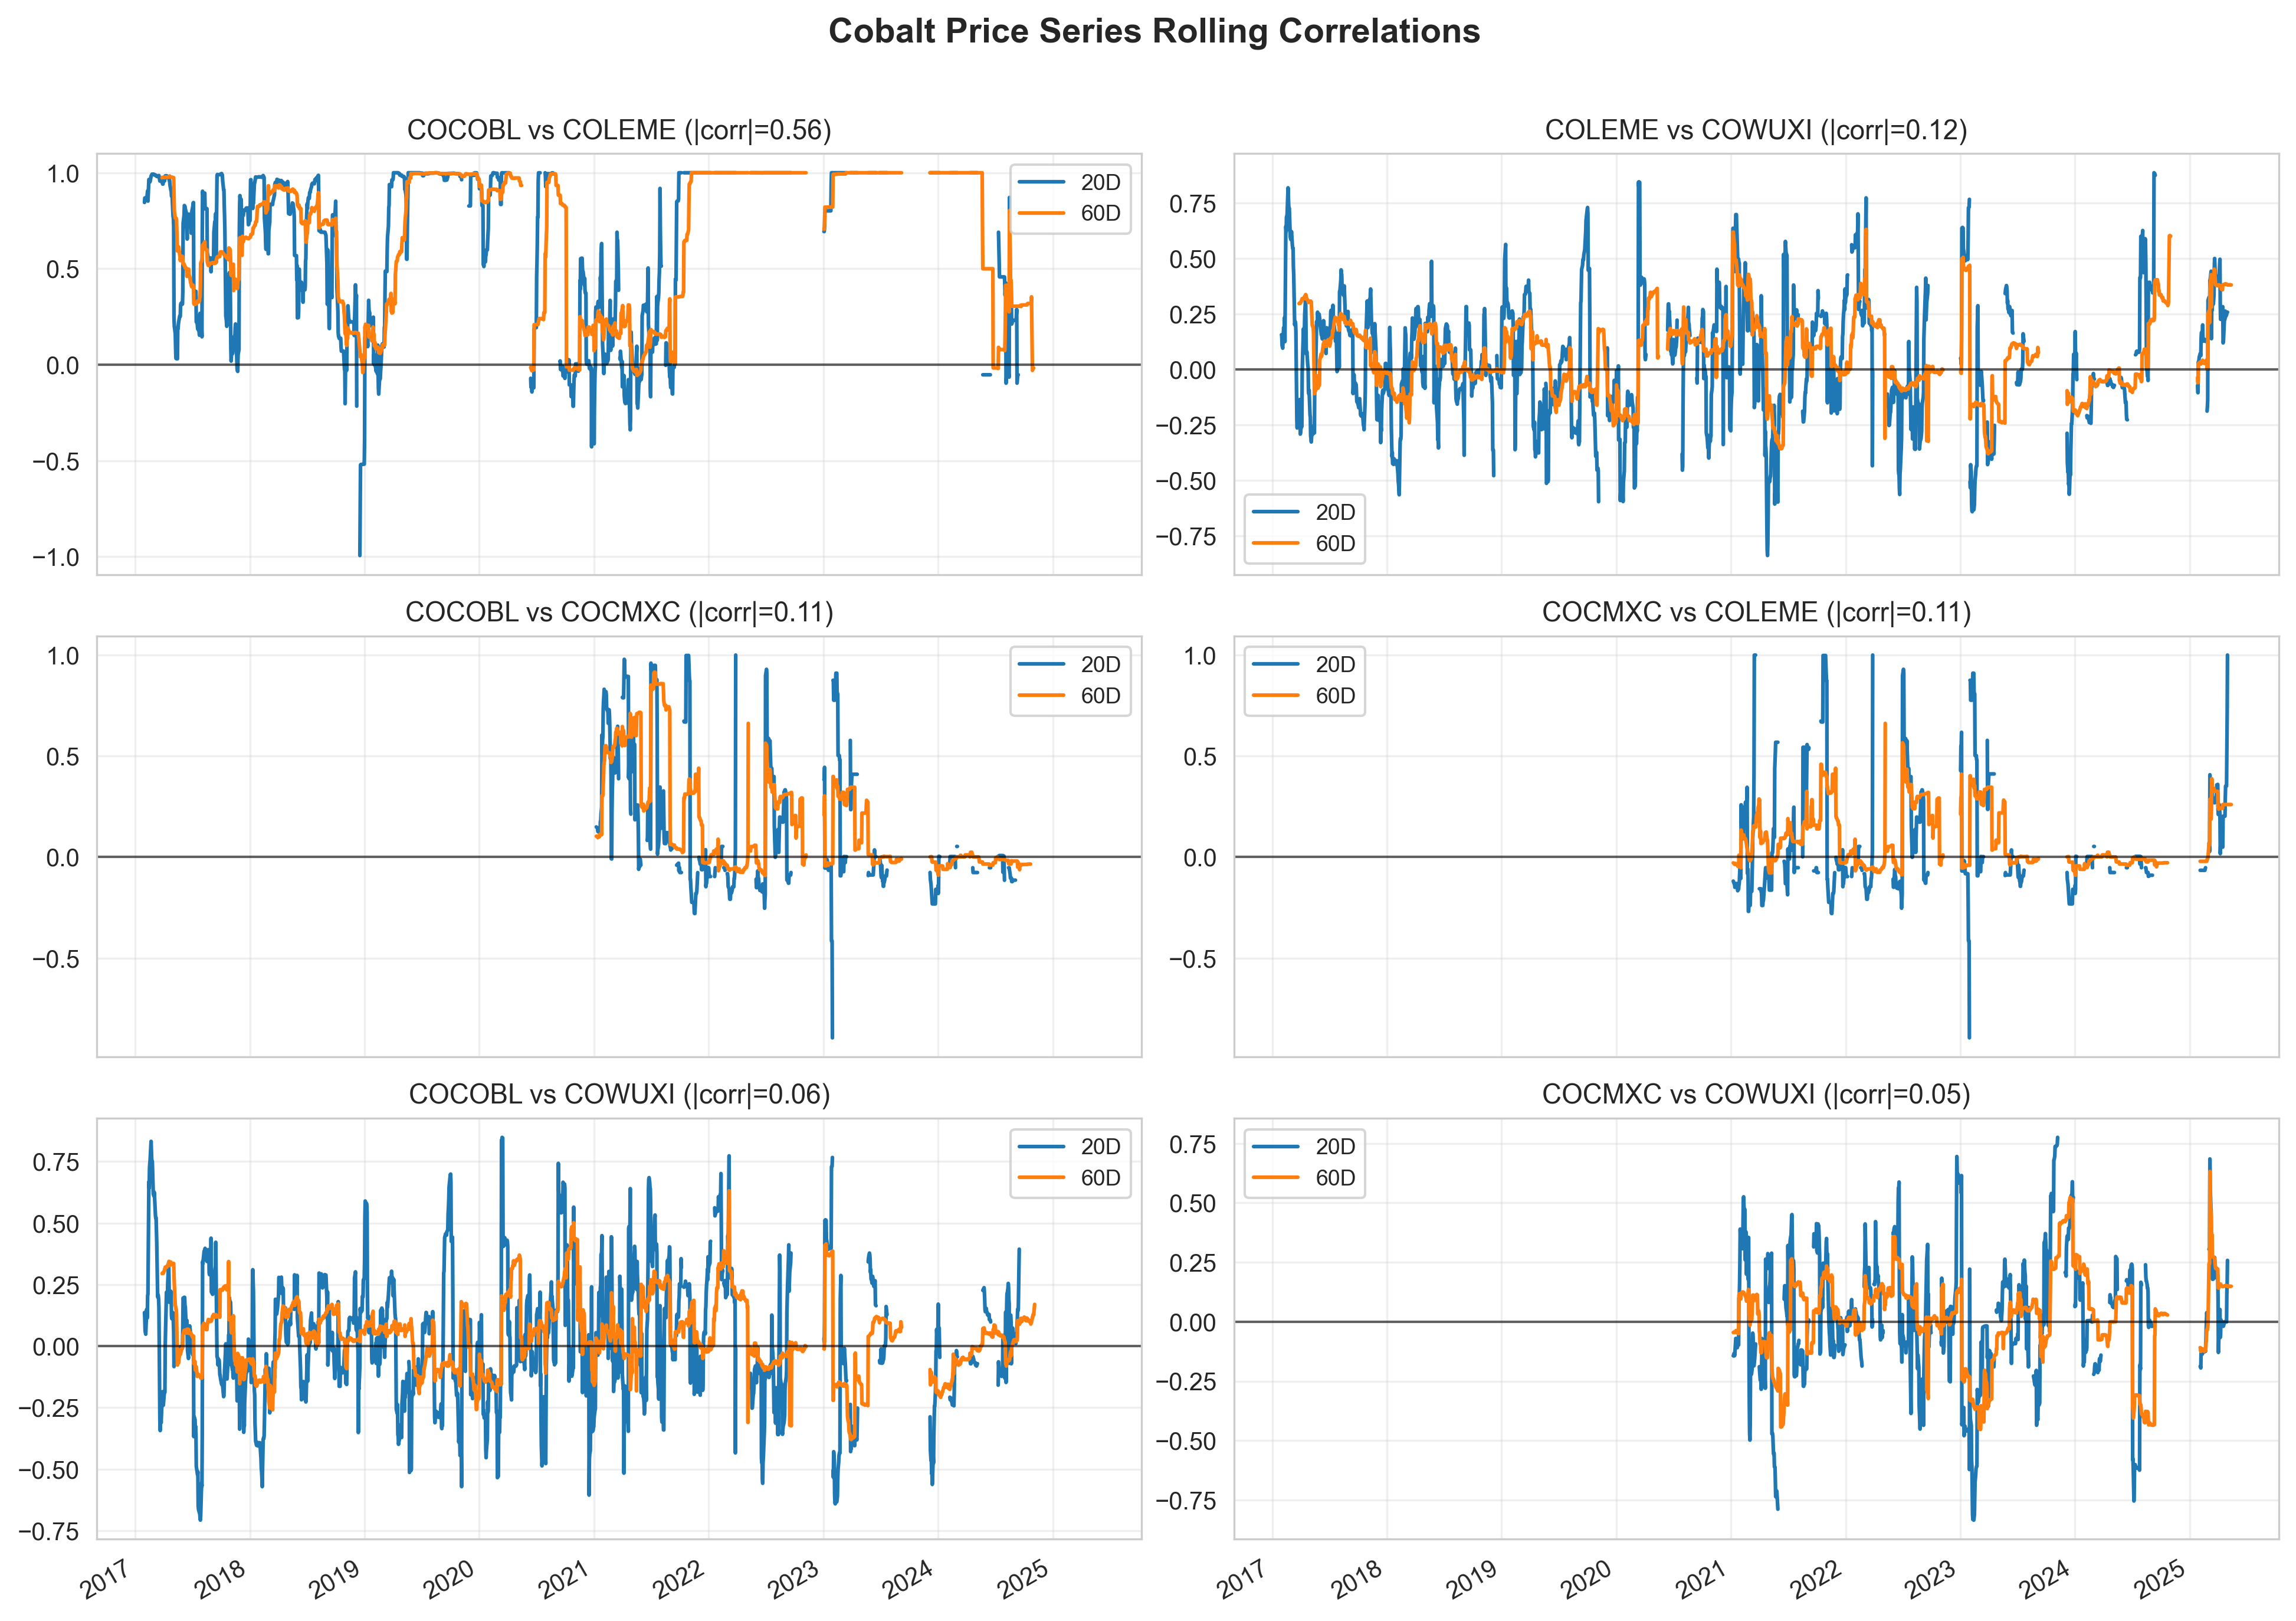 Cobalt Price Series Rolling Correlations
COCOBL vs COLEME (|corr|=0.56)
1.0
0.5
0.0
−0.5
−1.0
20D
60D
COLEME vs COWUXI (|corr|=0.12)
0.75
0.50
0.25
0.00
−0.25
−0.50
−0.75
20D
60D
COCOBL vs COCMXC (|corr|=0.11)
1.0
0.5
0.0
−0.5
20D
60D
COCMXC vs COLEME (|corr|=0.11)
1.0
0.5
0.0
−0.5
20D
60D
COCOBL vs COWUXI (|corr|=0.06)
0.75
0.50
0.25
0.00
−0.25
−0.50
−0.75
20D
60D
2017 2018 2019 2020 2021 2022 2023 2024 2025
COCMXC vs COWUXI (|corr|=0.05)
0.75
0.50
0.25
0.00
−0.25
−0.50
−0.75
20D
60D
2017 2018 2019 2020 2021 2022 2023 2024 2025